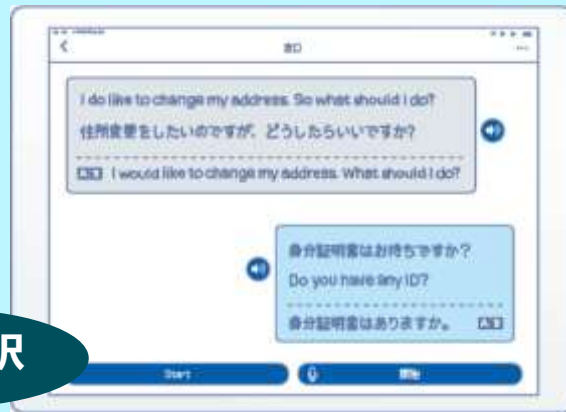 窓口
I do like to change my address. So what should I do?
住所変更をしたいのですが、どうしたらいいですか?
I would like to change my address. What should I do?
身分証明書はお持ちですか?
Do you have any ID?
身分証明書はありますか。
訳
Start
開始